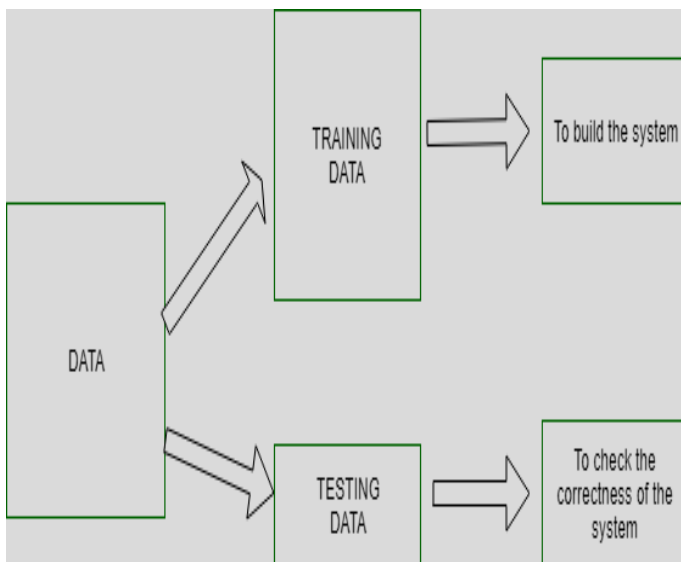 DATA
TRAINING
DATA
To build the system
TESTING
DATA
To check the
correctness of the
system